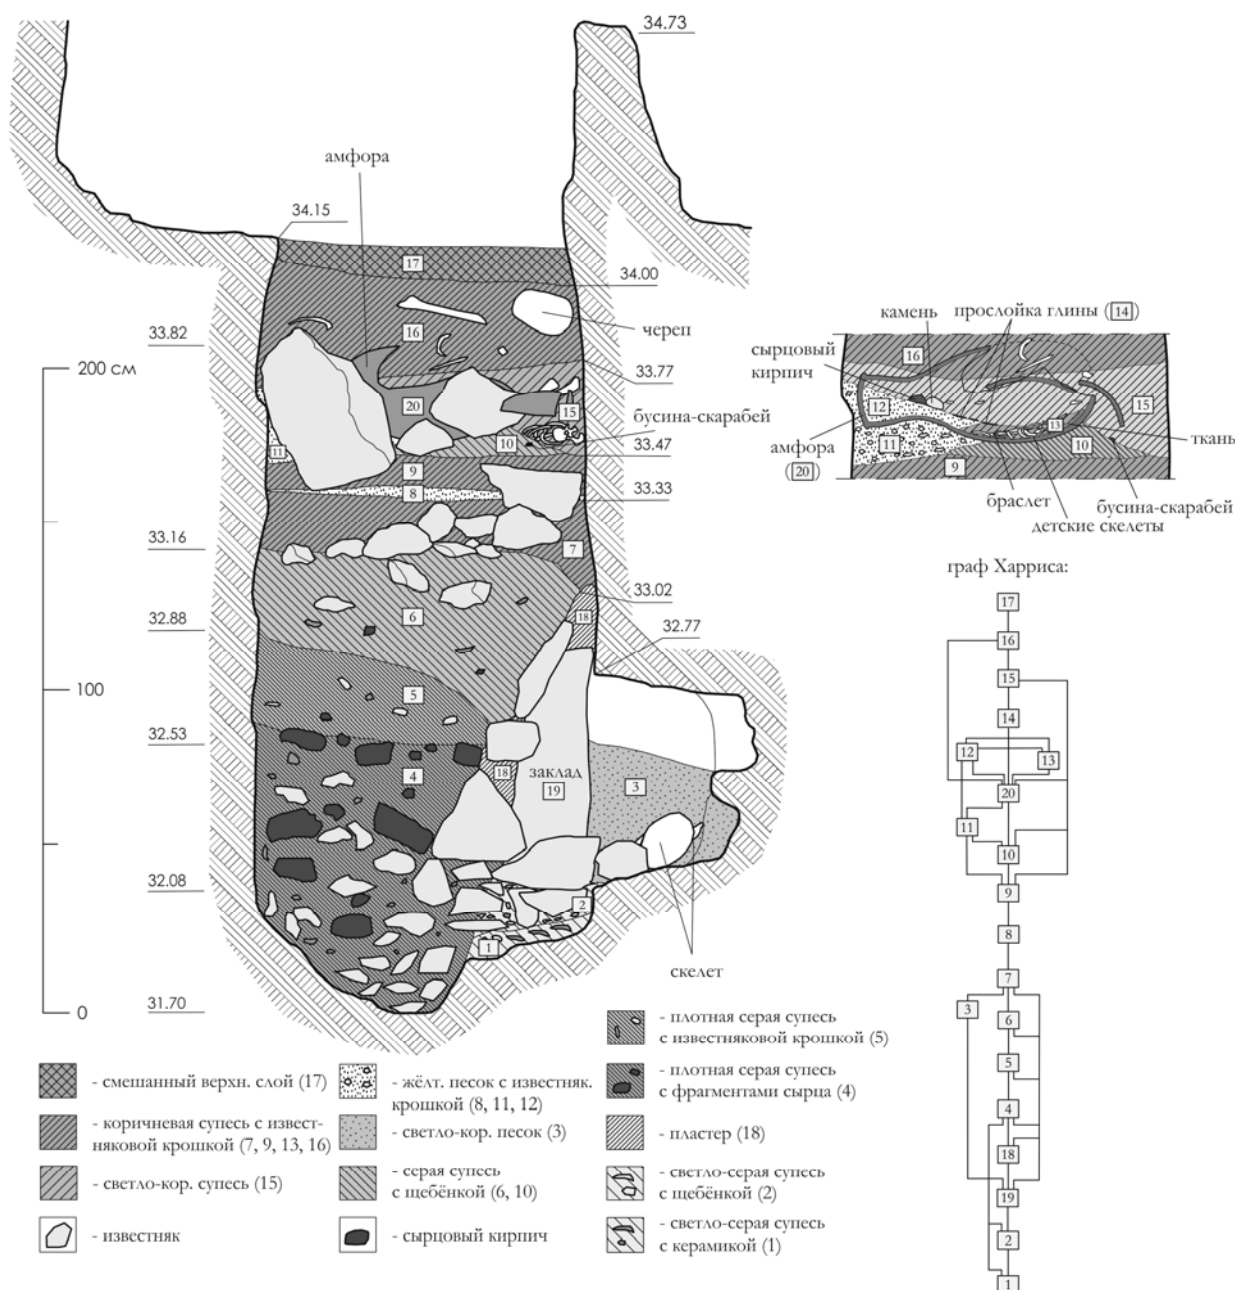 34.73
амфора
34.15
17
34.00
16
череп
33.82
200 см
33.77
20
15
бусина-скарабей
10
11
33.47
9
8
33.33
33.16
7
33.02
18
6
32.88
32.77
5
32.53
4
18
заклад
19
3
100
32.08
2
1
скелет
31.70
0
камень
прослойка глины (14)
сырцовый
кирпич
16
12
15
13
ткань
амфора
(20)
11
10
9
браслет
бусина-скарабей
детские скелеты
граф Харриса:
17
16
15
14
12
13
20
11
10
9
8
7
3
6
5
4
18
19
2
1
- смешанный верхн. слой (17)
- коричневая супесь с извест-
няковой крошкой (7, 9, 13, 16)
- светло-кор. супесь (15)
- известняк
- жёлт. песок с известняк.
крошкой (8, 11, 12)
- светло-кор. песок (3)
- серая супесь
с щебёнкой (6, 10)
- сырцовый кирпич
- плотная серая супесь
с известняковой крошкой (5)
- плотная серая супесь
с фрагментами сырца (4)
- пластер (18)
- светло-серая супесь
с щебёнкой (2)
- светло-серая супесь
с керамикой (1)